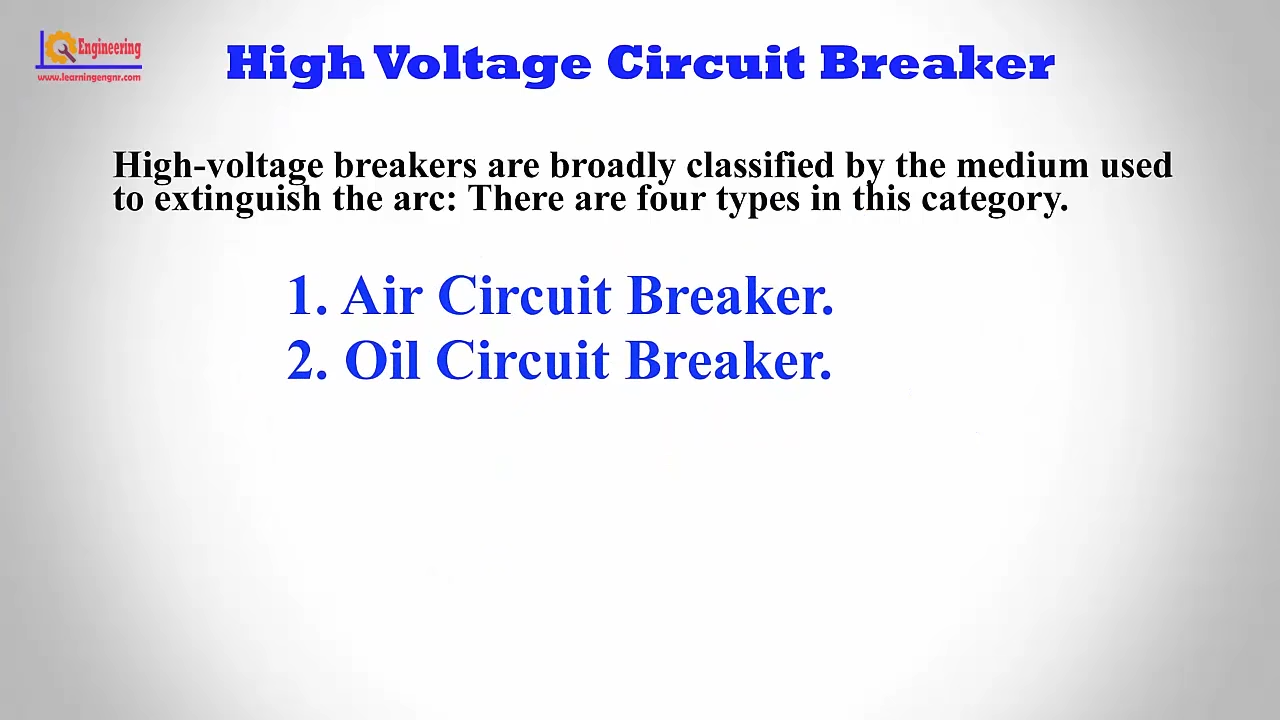 Engineering
www.learningengnr.com
High Voltage Circuit Breaker
High-voltage breakers are broadly classified by the medium used
to extinguish the arc: There are four types in this category.
1. Air Circuit Breaker.
2. Oil Circuit Breaker.